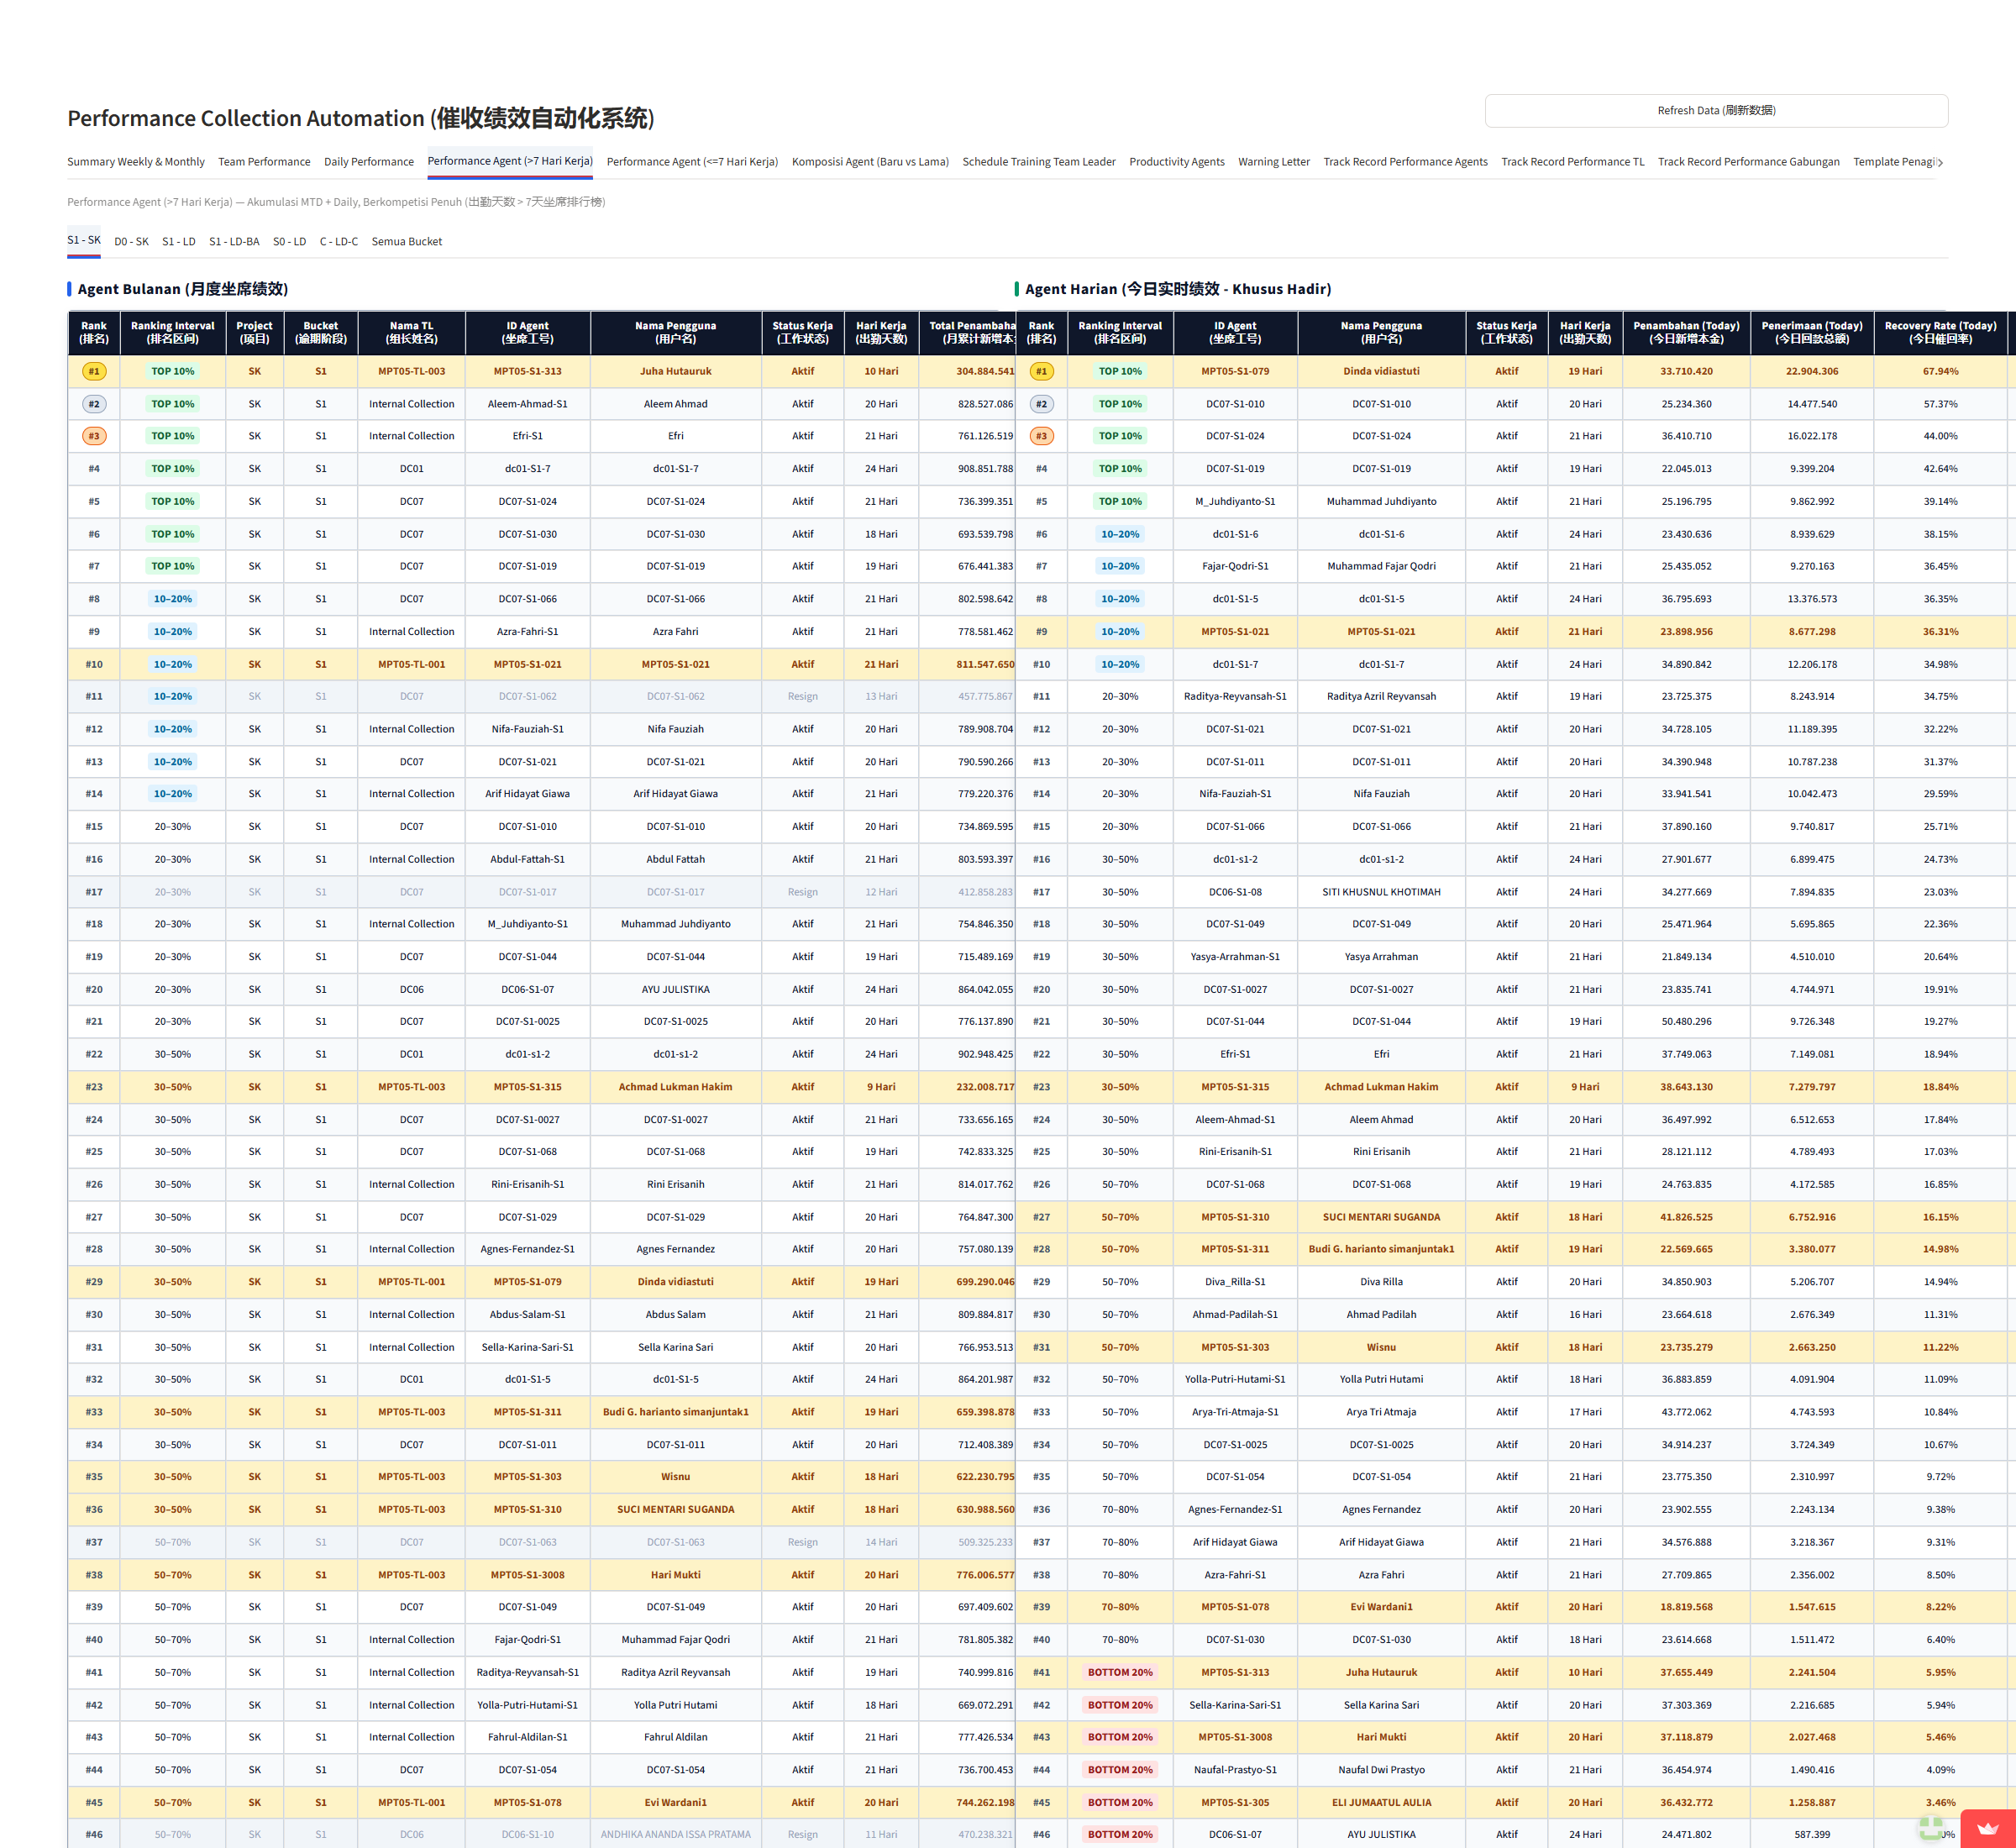 Performance Collection Automation (催收绩效自动化系统)
Refresh Data (刷新数据)
Summary Weekly & Monthly Team Performance Daily Performance Performance Agent (>7 Hari Kerja) Performance Agent (<=7 Hari Kerja) Komposisi Agent (Baru vs Lama) Schedule Training Team Leader Productivity Agents Warning Letter Track Record Performance Agents Track Record Performance TL Track Record Performance Gabungan Template Penagi
Performance Agent (>7 Hari Kerja) — Akumulasi MTD + Daily, Berkompetisi Penuh (出勤天数 > 7天坐席排行榜)
S1 - SK D0 - SK S1 - LD S1 - LD-BA S0 - LD C - LD-C Semua Bucket
Agent Bulanan (月度坐席绩效)
Rank Ranking Interval Project Bucket Nama TL ID Agent Nama Pengguna Status Kerja Hari Kerja Total Penambaha
(排名) (排名区间) (项目) (逾期阶段) (组长姓名) (坐席工号) (用户名) (工作状态) (出勤天数) (月累计新增本
#1 TOP 10% SK S1 MPT05-TL-003 MPT05-S1-313 Juha Hutauruk Aktif 10 Hari 304.884.541
#2 TOP 10% SK S1 Internal Collection Aleem-Ahmad-S1 Aleem Ahmad Aktif 20 Hari 828.527.086
#3 TOP 10% SK S1 Internal Collection Efri-S1 Efri Aktif 21 Hari 761.126.519
#4 TOP 10% SK S1 DC01 dc01-S1-7 dc01-S1-7 Aktif 24 Hari 908.851.788
#5 TOP 10% SK S1 DC07 DC07-S1-024 DC07-S1-024 Aktif 21 Hari 736.399.351
#6 TOP 10% SK S1 DC07 DC07-S1-030 DC07-S1-030 Aktif 18 Hari 693.539.798
#7 TOP 10% SK S1 DC07 DC07-S1-019 DC07-S1-019 Aktif 19 Hari 676.441.383
#8 10–20% SK S1 DC07 DC07-S1-066 DC07-S1-066 Aktif 21 Hari 802.598.642
#9 10–20% SK S1 Internal Collection Azra-Fahri-S1 Azra Fahri Aktif 21 Hari 778.581.462
#10 10–20% SK S1 MPT05-TL-001 MPT05-S1-021 MPT05-S1-021 Aktif 21 Hari 811.547.650
#11 10–20% SK S1 DC07 DC07-S1-062 DC07-S1-062 Resign 13 Hari 457.775.867
#12 10–20% SK S1 Internal Collection Nifa-Fauziah-S1 Nifa Fauziah Aktif 20 Hari 789.908.704
#13 10–20% SK S1 DC07 DC07-S1-021 DC07-S1-021 Aktif 20 Hari 790.590.266
#14 10–20% SK S1 Internal Collection Arif Hidayat Giawa Arif Hidayat Giawa Aktif 21 Hari 779.220.376
#15 20–30% SK S1 DC07 DC07-S1-010 DC07-S1-010 Aktif 20 Hari 734.869.595
#16 20–30% SK S1 Internal Collection Abdul-Fattah-S1 Abdul Fattah Aktif 21 Hari 803.593.397
#17 20–30% SK S1 DC07 DC07-S1-017 DC07-S1-017 Resign 12 Hari 412.858.283
#18 20–30% SK S1 Internal Collection M_Juhdiyanto-S1 Muhammad Juhdiyanto Aktif 21 Hari 754.846.350
#19 20–30% SK S1 DC07 DC07-S1-044 DC07-S1-044 Aktif 19 Hari 715.489.169
#20 20–30% SK S1 DC06 DC06-S1-07 AYU JULISTIKA Aktif 24 Hari 864.042.055
#21 20–30% SK S1 DC07 DC07-S1-0025 DC07-S1-0025 Aktif 20 Hari 776.137.890
#22 30–50% SK S1 DC01 dc01-s1-2 dc01-s1-2 Aktif 24 Hari 902.948.425
#23 30–50% SK S1 MPT05-TL-003 MPT05-S1-315 Achmad Lukman Hakim Aktif 9 Hari 232.008.717
#24 30–50% SK S1 DC07 DC07-S1-0027 DC07-S1-0027 Aktif 21 Hari 733.656.165
#25 30–50% SK S1 DC07 DC07-S1-068 DC07-S1-068 Aktif 19 Hari 742.833.325
#26 30–50% SK S1 Internal Collection Rini-Erisanih-S1 Rini Erisanih Aktif 21 Hari 814.017.762
#27 30–50% SK S1 DC07 DC07-S1-029 DC07-S1-029 Aktif 20 Hari 764.847.300
#28 30–50% SK S1 Internal Collection Agnes-Fernandez-S1 Agnes Fernandez Aktif 20 Hari 757.080.139
#29 30–50% SK S1 MPT05-TL-001 MPT05-S1-079 Dinda vidiastuti Aktif 19 Hari 699.290.046
#30 30–50% SK S1 Internal Collection Abdus-Salam-S1 Abdus Salam Aktif 21 Hari 809.884.817
#31 30–50% SK S1 Internal Collection Sella-Karina-Sari-S1 Sella Karina Sari Aktif 20 Hari 766.953.513
#32 30–50% SK S1 DC01 dc01-S1-5 dc01-S1-5 Aktif 24 Hari 864.201.987
#33 30–50% SK S1 MPT05-TL-003 MPT05-S1-311 Budi G. harianto simanjuntak1 Aktif 19 Hari 659.398.878
#34 30–50% SK S1 DC07 DC07-S1-011 DC07-S1-011 Aktif 20 Hari 712.408.389
#35 30–50% SK S1 MPT05-TL-003 MPT05-S1-303 Wisnu Aktif 18 Hari 622.230.795
#36 30–50% SK S1 MPT05-TL-003 MPT05-S1-310 SUCI MENTARI SUGANDA Aktif 18 Hari 630.988.560
#37 50–70% SK S1 DC07 DC07-S1-063 DC07-S1-063 Resign 14 Hari 509.325.233
#38 50–70% SK S1 MPT05-TL-003 MPT05-S1-3008 Hari Mukti Aktif 20 Hari 776.006.577
#39 50–70% SK S1 DC07 DC07-S1-049 DC07-S1-049 Aktif 20 Hari 697.409.602
#40 50–70% SK S1 Internal Collection Fajar-Qodri-S1 Muhammad Fajar Qodri Aktif 21 Hari 781.805.382
#41 50–70% SK S1 Internal Collection Raditya-Reyvansah-S1 Raditya Azril Reyvansah Aktif 19 Hari 740.999.816
#42 50–70% SK S1 Internal Collection Yolla-Putri-Hutami-S1 Yolla Putri Hutami Aktif 18 Hari 669.072.291
#43 50–70% SK S1 Internal Collection Fahrul-Aldilan-S1 Fahrul Aldilan Aktif 21 Hari 777.426.534
#44 50–70% SK S1 DC07 DC07-S1-054 DC07-S1-054 Aktif 21 Hari 736.700.453
#45 50–70% SK S1 MPT05-TL-001 MPT05-S1-078 Evi Wardani1 Aktif 20 Hari 744.262.198
#46 50–70% SK S1 DC06 DC06-S1-10 ANDHIKA ANANDA ISSA PRATAMA Resign 11 Hari 470.238.321
Agent Harian (今日实时绩效 - Khusus Hadir)
Rank Ranking Interval ID Agent Nama Pengguna Status Kerja Hari Kerja Penambahan (Today) Penerimaan (Today) Recovery Rate (Today)
(排名) (排名区间) (坐席工号) (用户名) (工作状态) (出勤天数) (今日新增本金) (今日回款总额) (今日催回率)
#1 TOP 10% MPT05-S1-079 Dinda vidiastuti Aktif 19 Hari 33.710.420 22.904.306 67.94%
#2 TOP 10% DC07-S1-010 DC07-S1-010 Aktif 20 Hari 25.234.360 14.477.540 57.37%
#3 TOP 10% DC07-S1-024 DC07-S1-024 Aktif 21 Hari 36.410.710 16.022.178 44.00%
#4 TOP 10% DC07-S1-019 DC07-S1-019 Aktif 19 Hari 22.045.013 9.399.204 42.64%
#5 TOP 10% M_Juhdiyanto-S1 Muhammad Juhdiyanto Aktif 21 Hari 25.196.795 9.862.992 39.14%
#6 10–20% dc01-S1-6 dc01-S1-6 Aktif 24 Hari 23.430.636 8.939.629 38.15%
#7 10–20% Fajar-Qodri-S1 Muhammad Fajar Qodri Aktif 21 Hari 25.435.052 9.270.163 36.45%
#8 10–20% dc01-S1-5 dc01-S1-5 Aktif 24 Hari 36.795.693 13.376.573 36.35%
#9 10–20% MPT05-S1-021 MPT05-S1-021 Aktif 21 Hari 23.898.956 8.677.298 36.31%
#10 10–20% dc01-S1-7 dc01-S1-7 Aktif 24 Hari 34.890.842 12.206.178 34.98%
#11 20–30% Raditya-Reyvansah-S1 Raditya Azril Reyvansah Aktif 19 Hari 23.725.375 8.243.914 34.75%
#12 20–30% DC07-S1-021 DC07-S1-021 Aktif 20 Hari 34.728.105 11.189.395 32.22%
#13 20–30% DC07-S1-011 DC07-S1-011 Aktif 20 Hari 34.390.948 10.787.238 31.37%
#14 20–30% Nifa-Fauziah-S1 Nifa Fauziah Aktif 20 Hari 33.941.541 10.042.473 29.59%
#15 20–30% DC07-S1-066 DC07-S1-066 Aktif 21 Hari 37.890.160 9.740.817 25.71%
#16 30–50% dc01-s1-2 dc01-s1-2 Aktif 24 Hari 27.901.677 6.899.475 24.73%
#17 30–50% DC06-S1-08 SITI KHUSNUL KHOTIMAH Aktif 24 Hari 34.277.669 7.894.835 23.03%
#18 30–50% DC07-S1-049 DC07-S1-049 Aktif 20 Hari 25.471.964 5.695.865 22.36%
#19 30–50% Yasya-Arrahman-S1 Yasya Arrahman Aktif 21 Hari 21.849.134 4.510.010 20.64%
#20 30–50% DC07-S1-0027 DC07-S1-0027 Aktif 21 Hari 23.835.741 4.744.971 19.91%
#21 30–50% DC07-S1-044 DC07-S1-044 Aktif 19 Hari 50.480.296 9.726.348 19.27%
#22 30–50% Efri-S1 Efri Aktif 21 Hari 37.749.063 7.149.081 18.94%
#23 30–50% MPT05-S1-315 Achmad Lukman Hakim Aktif 9 Hari 38.643.130 7.279.797 18.84%
#24 30–50% Aleem-Ahmad-S1 Aleem Ahmad Aktif 20 Hari 36.497.992 6.512.653 17.84%
#25 30–50% Rini-Erisanih-S1 Rini Erisanih Aktif 21 Hari 28.121.112 4.789.493 17.03%
#26 50–70% DC07-S1-068 DC07-S1-068 Aktif 19 Hari 24.763.835 4.172.585 16.85%
#27 50–70% MPT05-S1-310 SUCI MENTARI SUGANDA Aktif 18 Hari 41.826.525 6.752.916 16.15%
#28 50–70% MPT05-S1-311 Budi G. harianto simanjuntak1 Aktif 19 Hari 22.569.665 3.380.077 14.98%
#29 50–70% Diva_Rilla-S1 Diva Rilla Aktif 20 Hari 34.850.903 5.206.707 14.94%
#30 50–70% Ahmad-Padilah-S1 Ahmad Padilah Aktif 16 Hari 23.664.618 2.676.349 11.31%
#31 50–70% MPT05-S1-303 Wisnu Aktif 18 Hari 23.735.279 2.663.250 11.22%
#32 50–70% Yolla-Putri-Hutami-S1 Yolla Putri Hutami Aktif 18 Hari 36.883.859 4.091.904 11.09%
#33 50–70% Arya-Tri-Atmaja-S1 Arya Tri Atmaja Aktif 17 Hari 43.772.062 4.743.593 10.84%
#34 50–70% DC07-S1-0025 DC07-S1-0025 Aktif 20 Hari 34.914.237 3.724.349 10.67%
#35 50–70% DC07-S1-054 DC07-S1-054 Aktif 21 Hari 23.775.350 2.310.997 9.72%
#36 70–80% Agnes-Fernandez-S1 Agnes Fernandez Aktif 20 Hari 23.902.555 2.243.134 9.38%
#37 70–80% Arif Hidayat Giawa Arif Hidayat Giawa Aktif 21 Hari 34.576.888 3.218.367 9.31%
#38 70–80% Azra-Fahri-S1 Azra Fahri Aktif 21 Hari 27.709.865 2.356.002 8.50%
#39 70–80% MPT05-S1-078 Evi Wardani1 Aktif 20 Hari 18.819.568 1.547.615 8.22%
#40 70–80% DC07-S1-030 DC07-S1-030 Aktif 18 Hari 23.614.668 1.511.472 6.40%
#41 BOTTOM 20% MPT05-S1-313 Juha Hutauruk Aktif 10 Hari 37.655.449 2.241.504 5.95%
#42 BOTTOM 20% Sella-Karina-Sari-S1 Sella Karina Sari Aktif 20 Hari 37.303.369 2.216.685 5.94%
#43 BOTTOM 20% MPT05-S1-3008 Hari Mukti Aktif 20 Hari 37.118.879 2.027.468 5.46%
#44 BOTTOM 20% Naufal-Prastyo-S1 Naufal Dwi Prastyo Aktif 21 Hari 36.454.974 1.490.416 4.09%
#45 BOTTOM 20% MPT05-S1-305 ELI JUMAATUL AULIA Aktif 20 Hari 36.432.772 1.258.887 3.46%
#46 BOTTOM 20% DC06-S1-07 AYU JULISTIKA Aktif 24 Hari 24.471.802 587.399